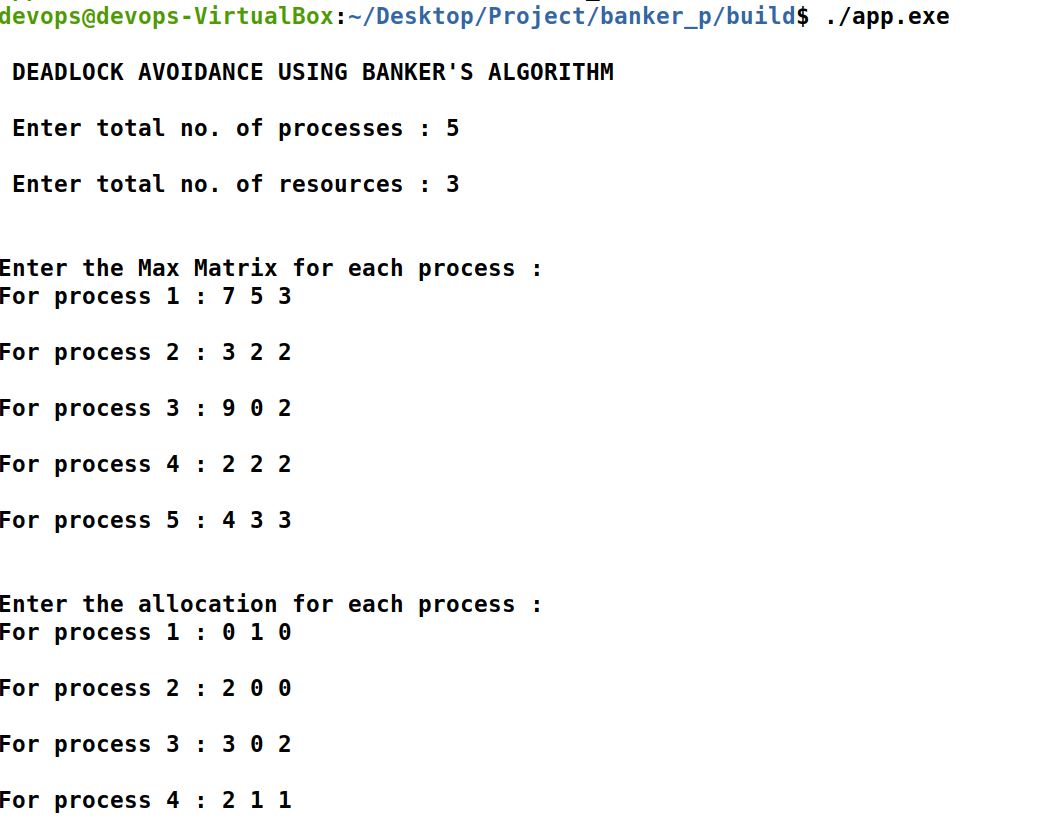 devops@devops-VirtualBox:~/Desktop/Project/banker_p/build$ ./app.exe
DEADLOCK AVOIDANCE USING BANKER'S ALGORITHM
Enter total no. of processes : 5
Enter total no. of resources : 3
Enter the Max Matrix for each process :
For process 1 : 7 5 3
For process 2 : 3 2 2
For process 3 : 9 0 2
For process 4 : 2 2 2
For process 5 : 4 3 3
Enter the allocation for each process :
For process 1 : 0 1 0
For process 2 : 2 0 0
For process 3 : 3 0 2
For process 4 : 2 1 1